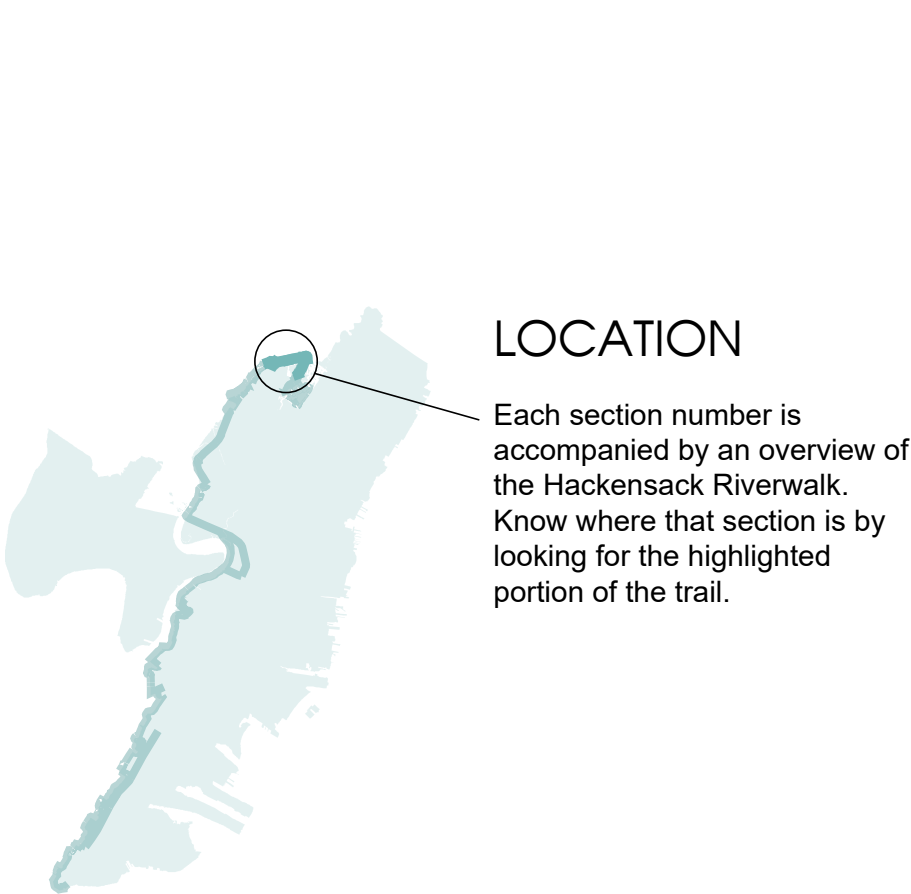 LOCATION
Each section number is
accompanied by an overview of
the Hackensack Riverwalk.
Know where that section is by
looking for the highlighted
portion of the trail.